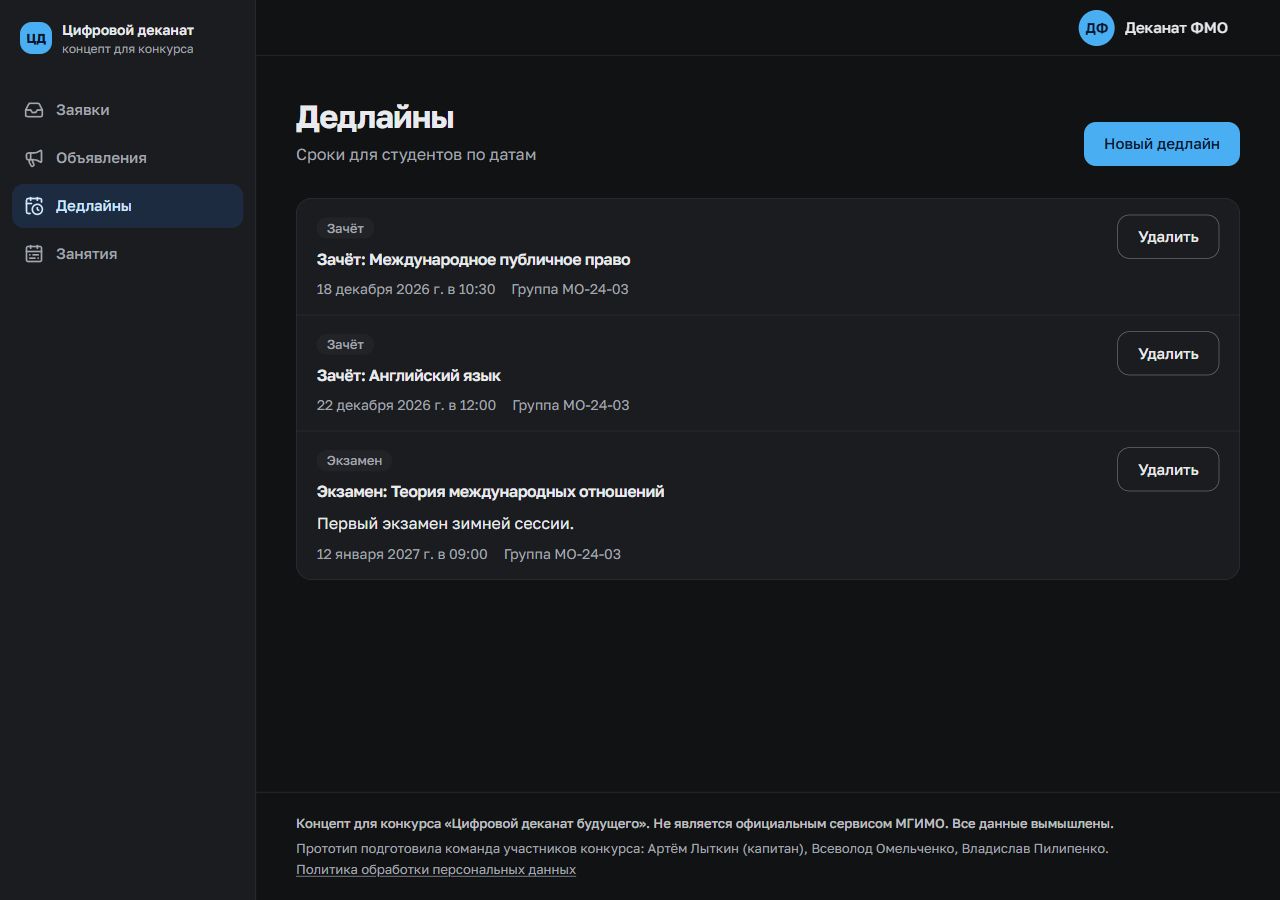 ЦД
Цифровой деканат
концепт для конкурса
Заявки
Объявления
Дедлайны
Занятия
ДФ
Деканат ФМО
Дедлайны
Сроки для студентов по датам
Новый дедлайн
Зачёт
Зачёт: Международное публичное право
18 декабря 2026 г. в 10:30 Группа МО-24-03
Удалить
Зачёт
Зачёт: Английский язык
22 декабря 2026 г. в 12:00 Группа МО-24-03
Удалить
Экзамен
Экзамен: Теория международных отношений
Первый экзамен зимней сессии.
12 января 2027 г. в 09:00 Группа МО-24-03
Удалить
Концепт для конкурса «Цифровой деканат будущего». Не является официальным сервисом МГИМО. Все данные вымышлены.
Прототип подготовила команда участников конкурса: Артём Лыткин (капитан), Всеволод Омельченко, Владислав Пилипенко.
Политика обработки персональных данных